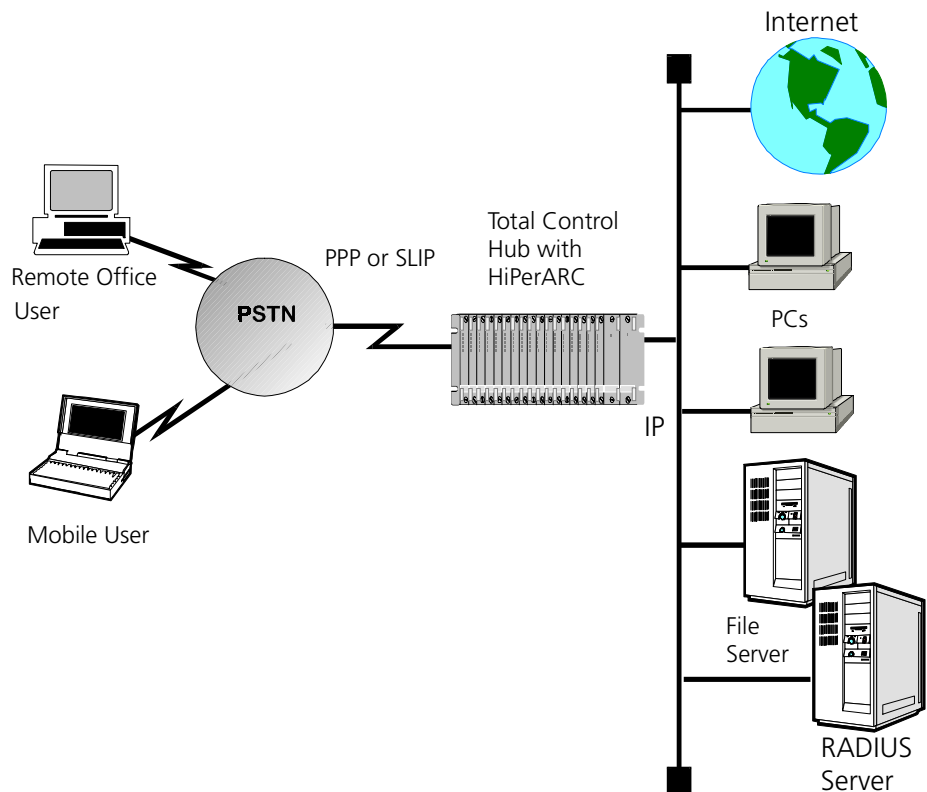 Internet
Total Control
Hub with
HiPerARC
PPP or SLIP
Remote Office
User
PSTN
PCs
IP
Mobile User
File
Server
RADIUS
Server